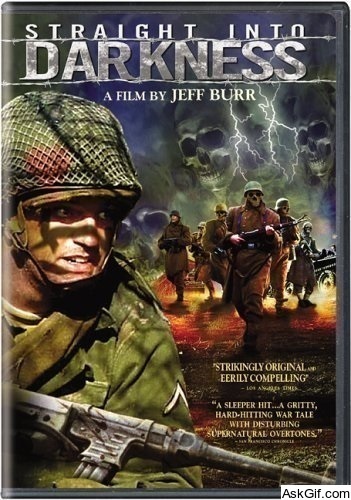 STRAIGHT INTO
DARKNESS
A FILM BY JEFF BURR
"STRIKINGLY ORIGINAL AND
EERILY COMPELLING"
– LOS ANGELES TIMES
"A SLEEPER HIT...A GRITTY,
HARD-HITTING WAR TALE
WITH DISTURBING
SUPERNATURAL OVERTONES."
– SAN FRANCISCO CHRONICLE
AskGif.com